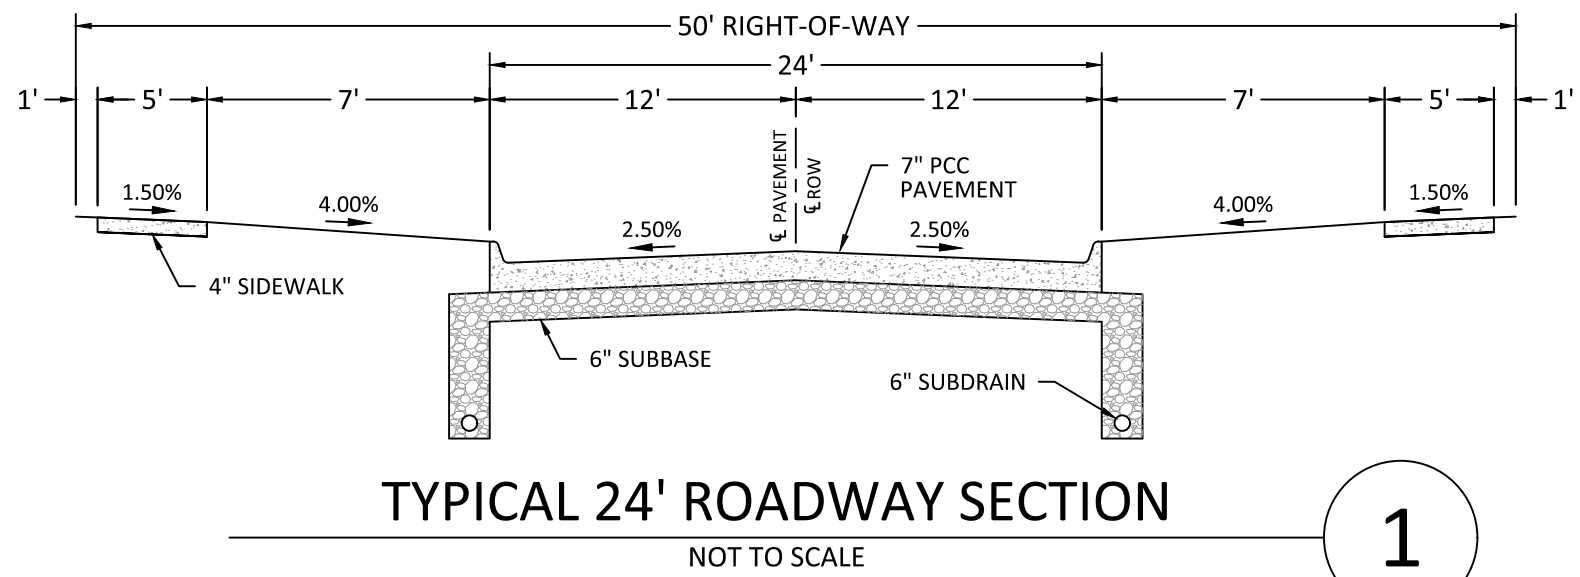 50' RIGHT-OF-WAY
24'
1' 5' 7' 12' 12' 7' 5' 1'
℄ PAVEMENT
℄ ROW
7" PCC
PAVEMENT
1.50% 4.00% 2.50% 2.50% 4.00% 1.50%
4" SIDEWALK
6" SUBBASE
6" SUBDRAIN
TYPICAL 24' ROADWAY SECTION
NOT TO SCALE
1